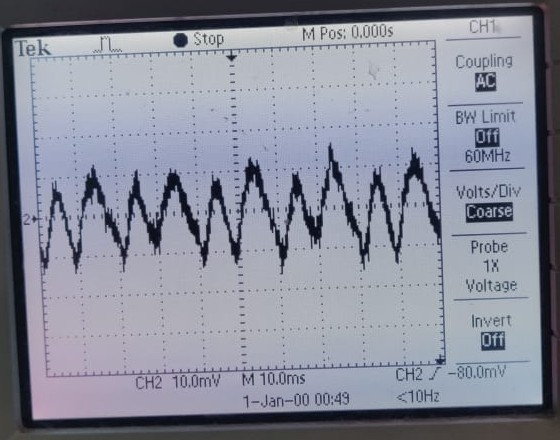 Tek Stop M Pos: 0.000s CH1
Coupling
AC
BW Limit
Off
60MHz
Volts/Div
Coarse
Probe
1X
Voltage
Invert
Off
2
CH2 10.0mV M 10.0ms CH2 -80.0mV
1-Jan-00 00:49 <10Hz